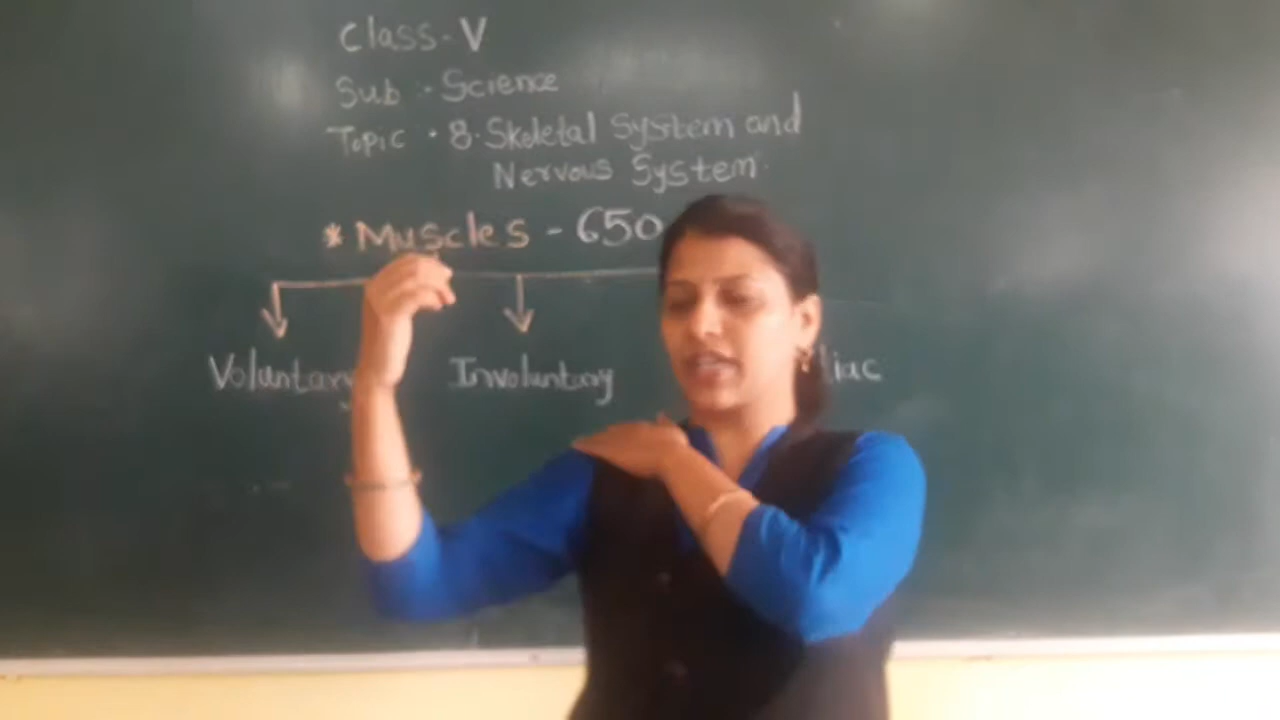 Class - V
Sub . Science
Topic . 8. Skeletal System and
Nervous System.
* Muscles - 650
Voluntary Involuntary